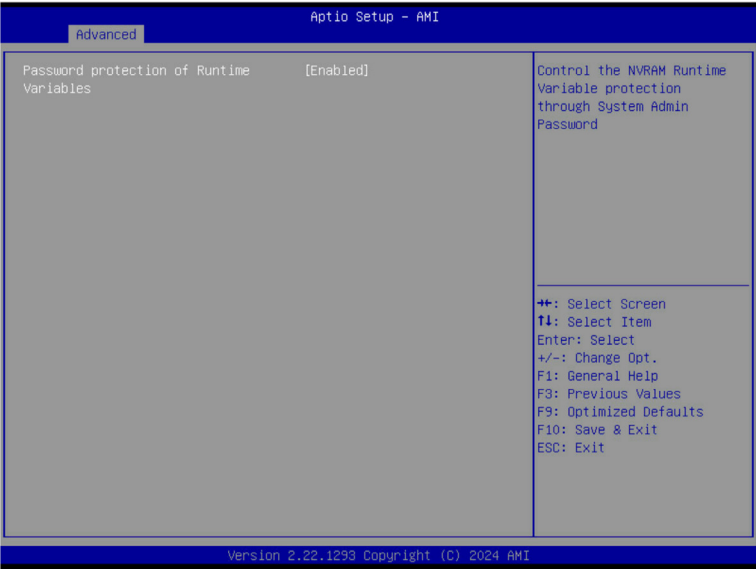 Aptio Setup - AMI
Advanced
Password protection of Runtime [Enabled]
Variables
Control the NVRAM Runtime
Variable protection
through System Admin
Password
→←: Select Screen
↑↓: Select Item
Enter: Select
+/-: Change Opt.
F1: General Help
F3: Previous Values
F9: Optimized Defaults
F10: Save & Exit
ESC: Exit
Version 2.22.1293 Copyright (C) 2024 AMI